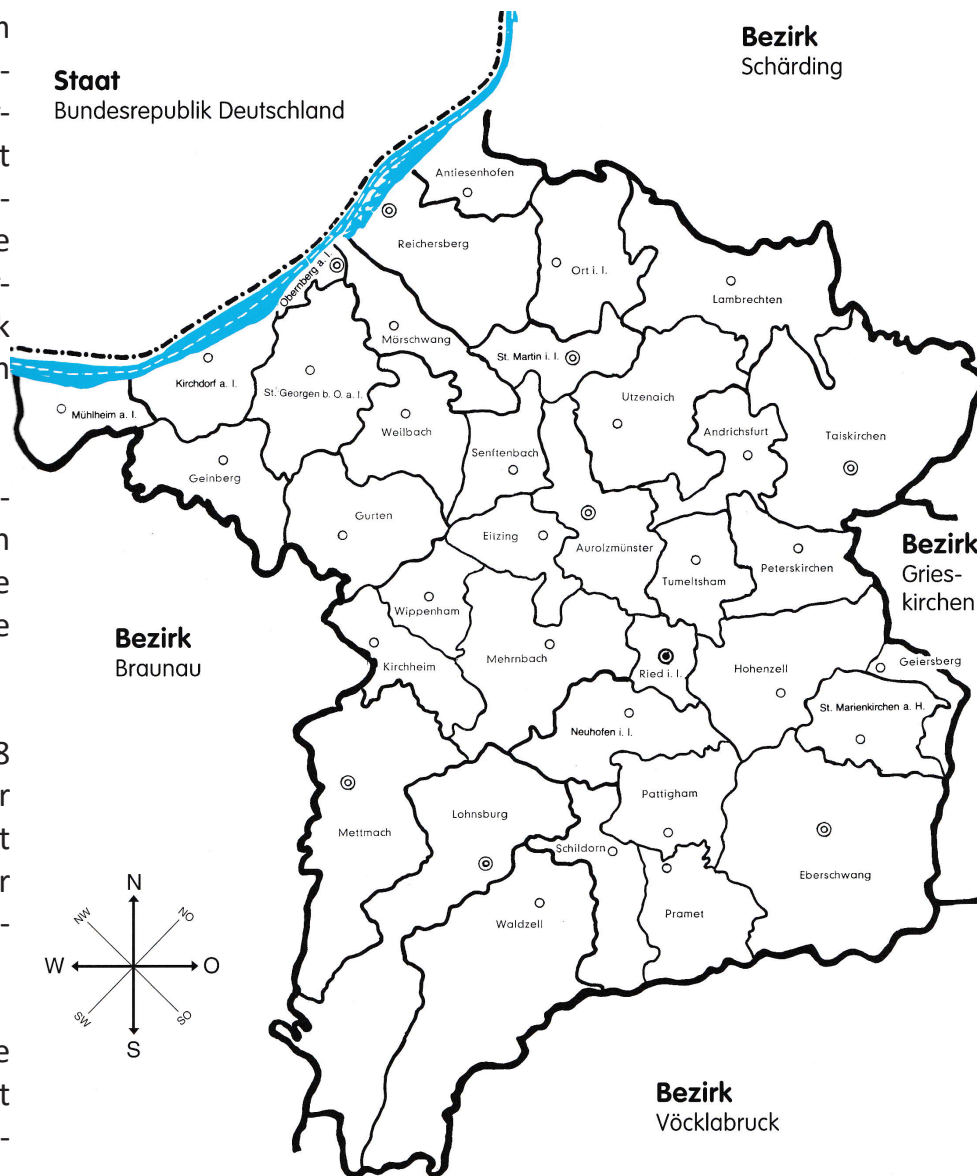 n
-
-
t
-
e
-
k
n
-
n
e
e
8
r
t
r
-
e
t
-
Staat
Bundesrepublik Deutschland
Bezirk
Schärding
Antiesenhofen
Reichersberg
Ort i. I.
Obernberg a. I.
Lambrechten
Mörschwang
St. Martin i. I.
Kirchdorf a. I.
St. Georgen b. O. a. I.
Mühlheim a. I.
Utzenaich
Weilbach
Andrichsfurt
Taiskirchen
Senftenbach
Geinberg
Gurten
Eitzing
Aurolzmünster
Tumeltsham
Peterskirchen
Bezirk
Gries-
kirchen
Wippenham
Bezirk
Braunau
Kirchheim
Mehrnbach
Ried i. I.
Hohenzell
Geiersberg
St. Marienkirchen a. H.
Neuhofen i. I.
Pattigham
Mettmach
Lohnsburg
Schildorn
Eberschwang
Waldzell
Pramet
N
NW
NO
W
O
SW
SO
S
Bezirk
Vöcklabruck